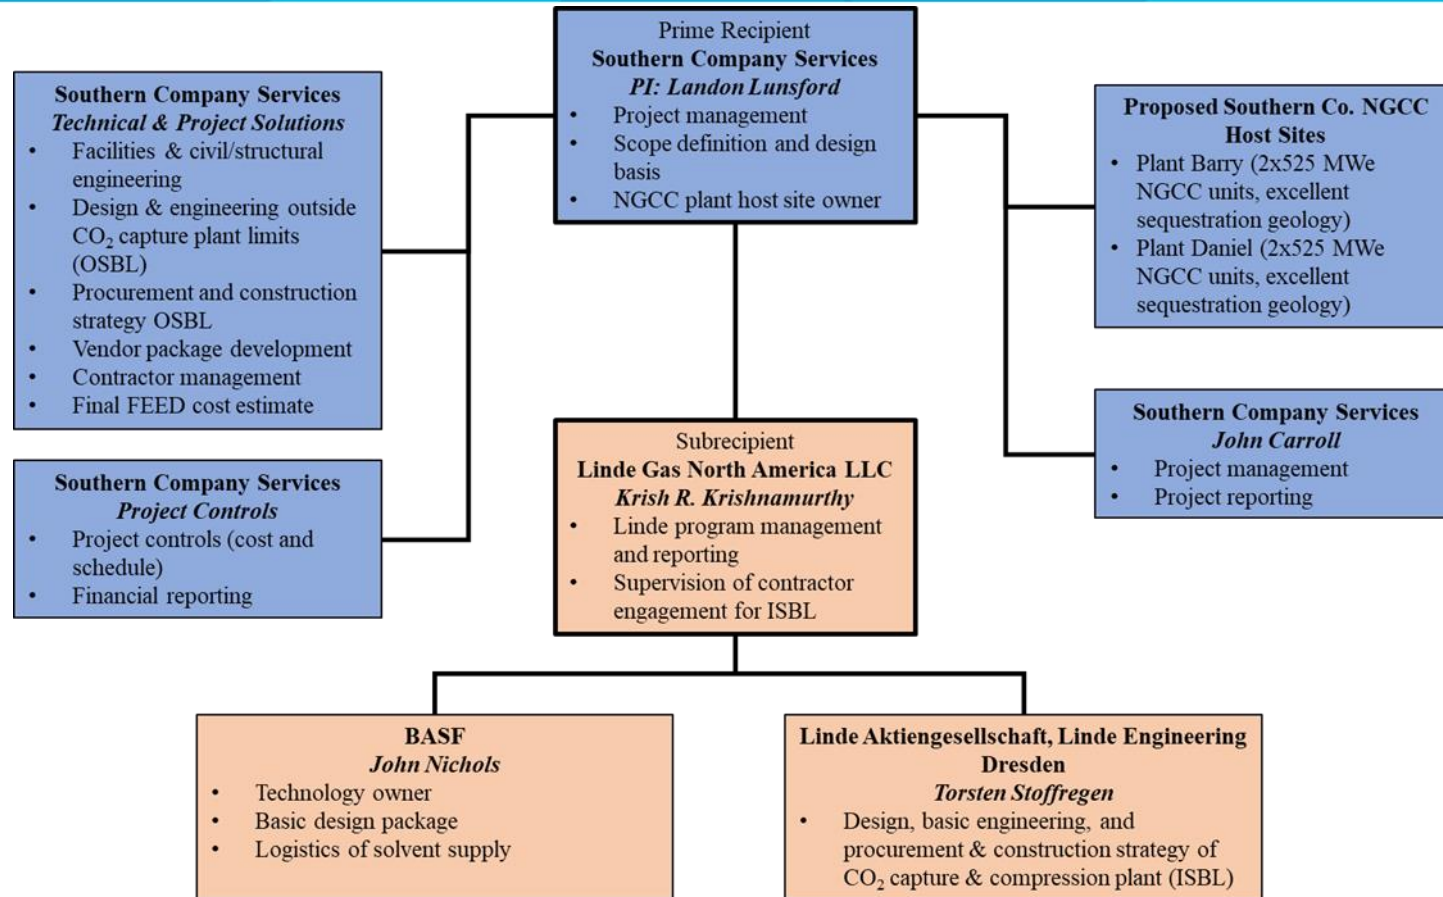 Prime Recipient
Southern Company Services
PI: Landon Lunsford
• Project management
• Scope definition and design
basis
• NGCC plant host site owner
Southern Company Services
Technical & Project Solutions
• Facilities & civil/structural
engineering
• Design & engineering outside
CO₂ capture plant limits
(OSBL)
• Procurement and construction
strategy OSBL
• Vendor package development
• Contractor management
• Final FEED cost estimate
Proposed Southern Co. NGCC
Host Sites
• Plant Barry (2x525 MWe
NGCC units, excellent
sequestration geology)
• Plant Daniel (2x525 MWe
NGCC units, excellent
sequestration geology)
Southern Company Services
John Carroll
• Project management
• Project reporting
Southern Company Services
Project Controls
• Project controls (cost and
schedule)
• Financial reporting
Subrecipient
Linde Gas North America LLC
Krish R. Krishnamurthy
• Linde program management
and reporting
• Supervision of contractor
engagement for ISBL
BASF
John Nichols
• Technology owner
• Basic design package
• Logistics of solvent supply
Linde Aktiengesellschaft, Linde Engineering
Dresden
Torsten Stoffregen
• Design, basic engineering, and
procurement & construction strategy of
CO₂ capture & compression plant (ISBL)